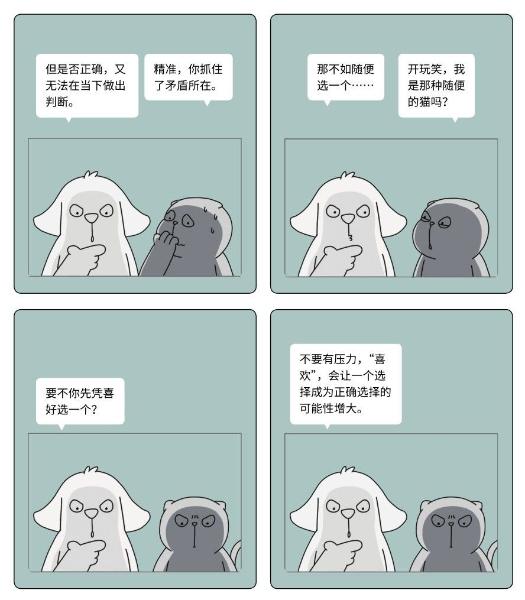 但是否正确，又
无法在当下做出
判断。
精准，你抓住
了矛盾所在。
那不如随便
选一个……
开玩笑，我
是那种随便
的猫吗？
要不你先凭喜
好选一个？
不要有压力，“喜
欢”，会让一个选
择成为正确选择的
可能性增大。